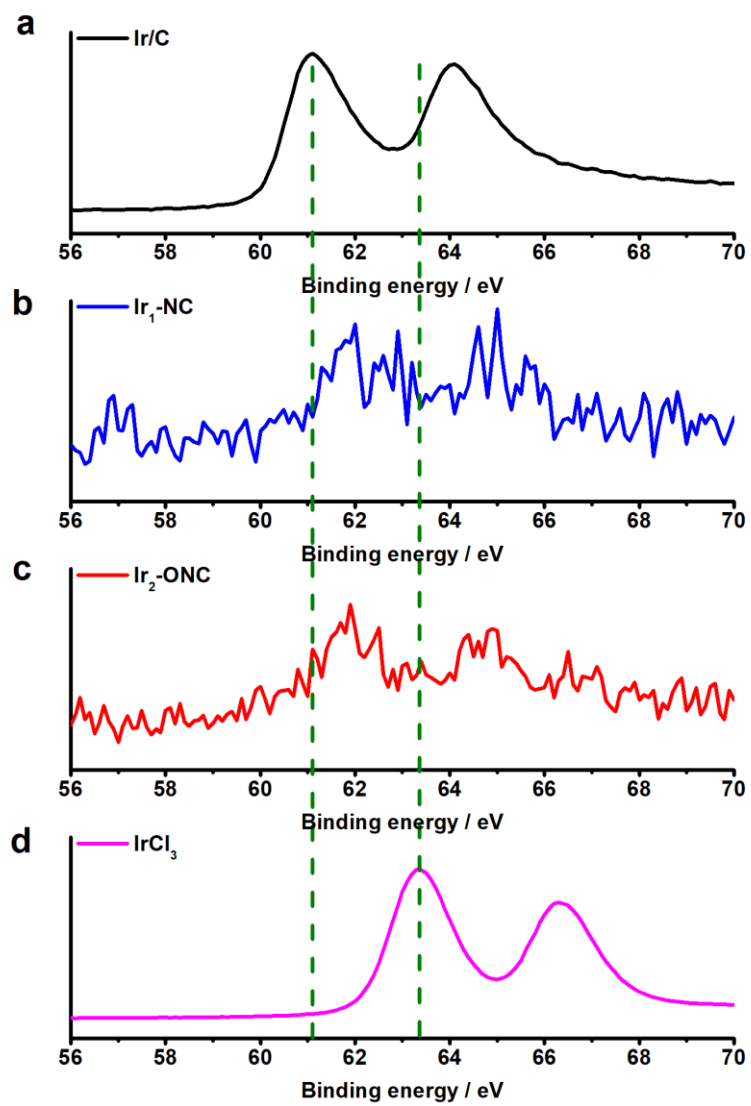 a
Ir/C
56 58 60 62 64 66 68 70
Binding energy / eV
b
Ir₁-NC
56 58 60 62 64 66 68 70
Binding energy / eV
c
Ir₂-ONC
56 58 60 62 64 66 68 70
Binding energy / eV
d
IrCl₃
56 58 60 62 64 66 68 70
Binding energy / eV